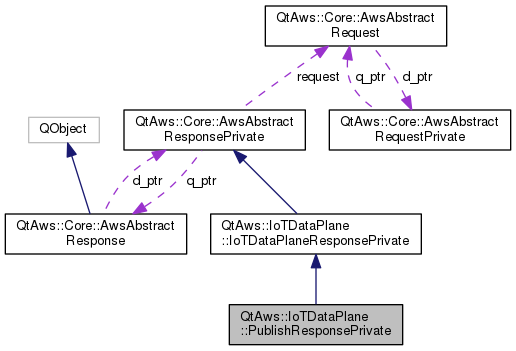 QtAws::Core::AwsAbstract
Request
request
q_ptr
d_ptr
QObject
QtAws::Core::AwsAbstract
ResponsePrivate
QtAws::Core::AwsAbstract
RequestPrivate
d_ptr
q_ptr
QtAws::Core::AwsAbstract
Response
QtAws::IoTDataPlane
::IoTDataPlaneResponsePrivate
QtAws::IoTDataPlane
::PublishResponsePrivate